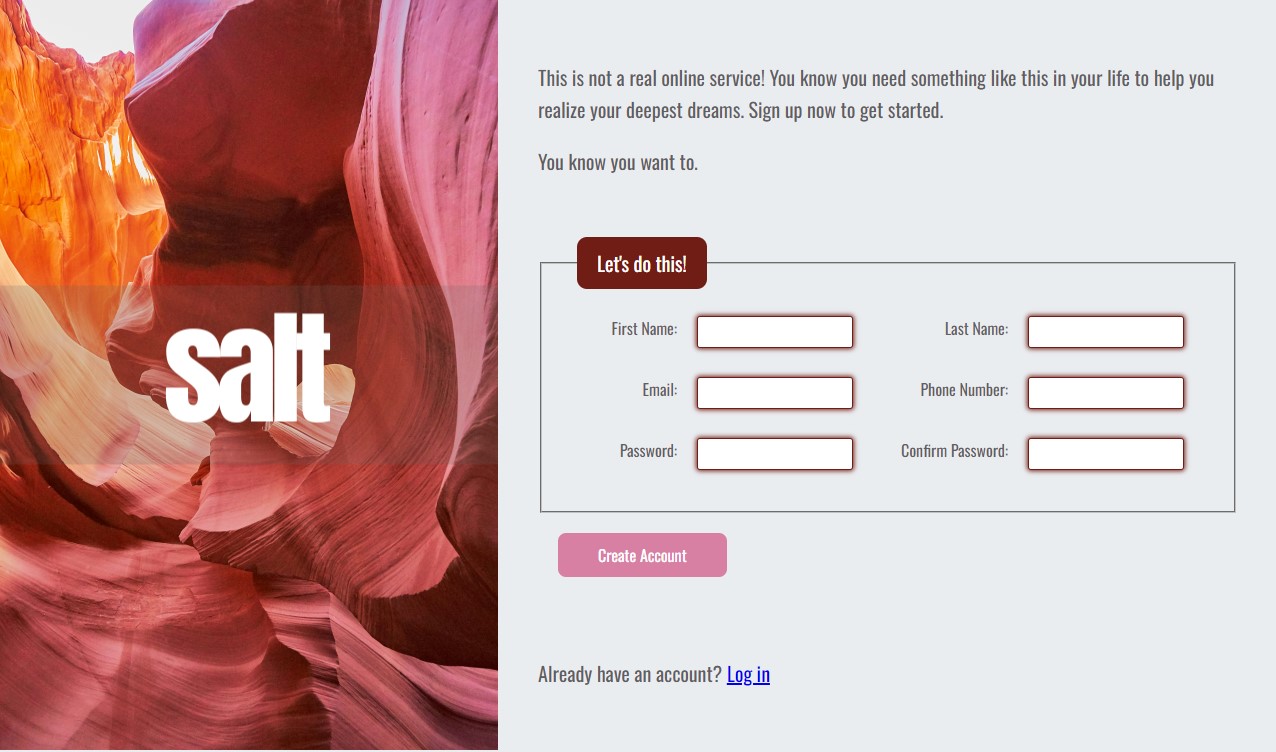 salt
This is not a real online service! You know you need something like this in your life to help you
realize your deepest dreams. Sign up now to get started.
You know you want to.
Let's do this!
First Name:
Last Name:
Email:
Phone Number:
Password:
Confirm Password:
Create Account
Already have an account? Log in